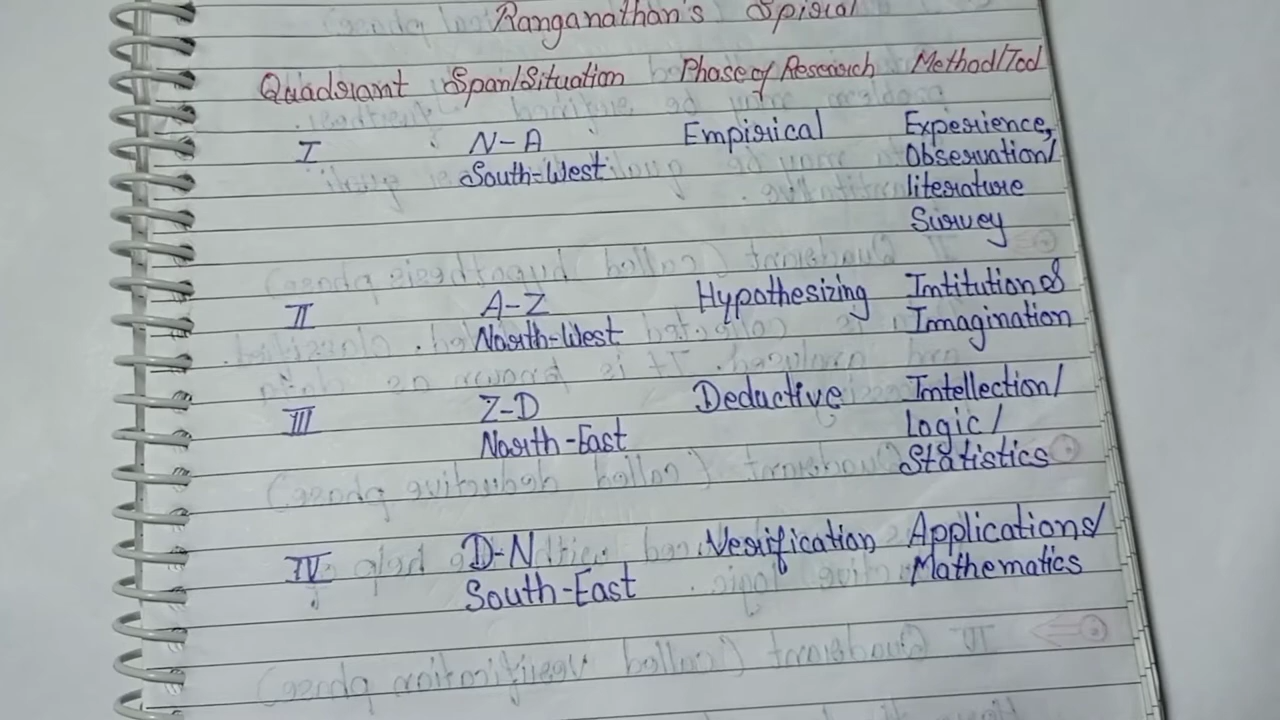 Ranganathan's Spiral
Quadrant Span/Situation Phase of Research Method/Tool
I N-A Empirical Experience,
South-West Observation/
literature
Survey
II A-Z Hypothesizing Intitution &
North-West Imagination
III Z-D Deductive Intellection/
North-East Logic/
Statistics
IV D-N Verification Applications/
South-East Mathematics